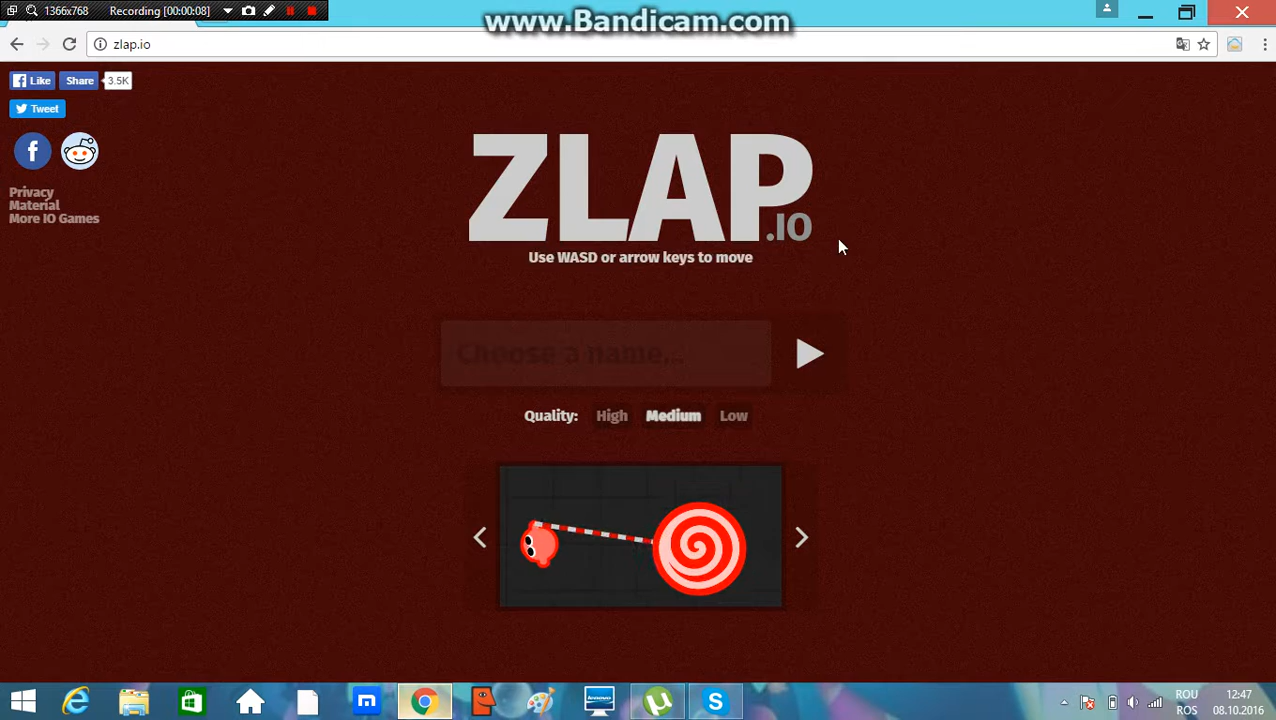 1366x768 Recording [00:00:08]
www.Bandicam.com
zlap.io
Like Share 3.5K
Tweet
Privacy
Material
More IO Games
ZLAP.IO
Use WASD or arrow keys to move
Choose a name...
Quality: High Medium Low
ROU 12:47
ROS 08.10.2016